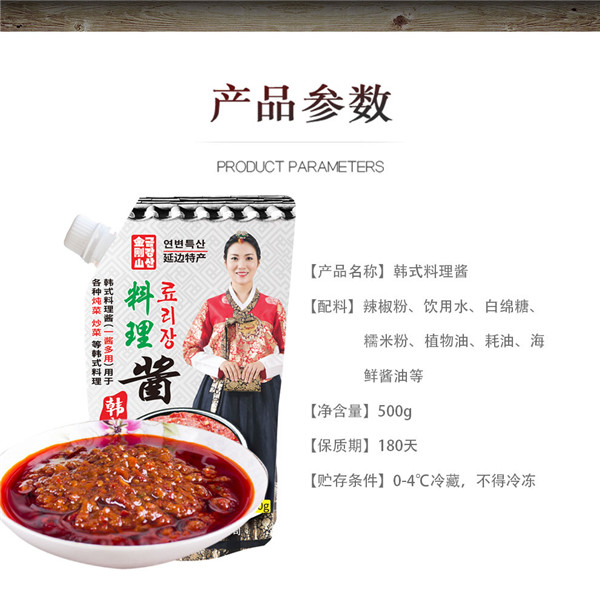 产品参数
PRODUCT PARAMETERS
금강산
金刚山
연변특산
延边特产
료리장
料理
酱
韩
韩式料理酱(一酱多用)用于
各种炖菜 炒菜 等韩式料理
【产品名称】韩式料理酱
【配料】辣椒粉、饮用水、白绵糖、
糯米粉、植物油、耗油、海
鲜酱油等
【净含量】500g
【保质期】180天
【贮存条件】0-4℃冷藏，不得冷冻